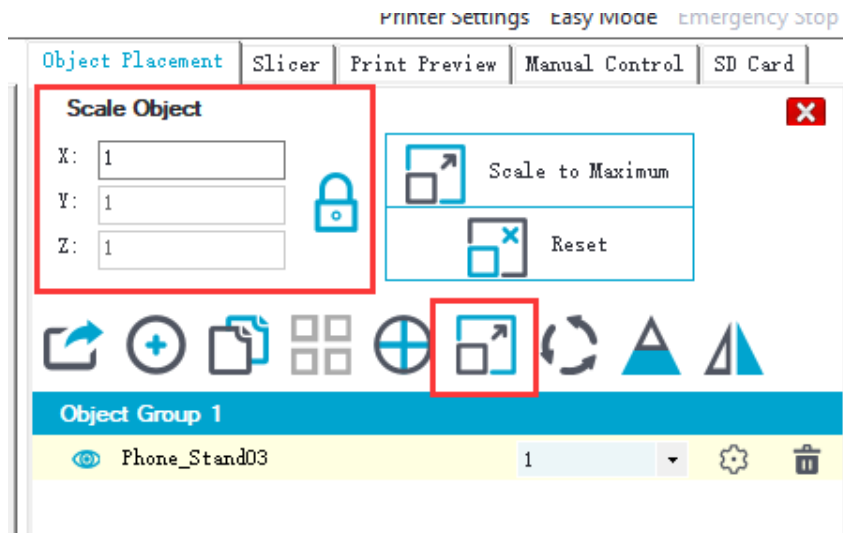 Printer Settings Easy Mode Emergency Stop
Object Placement Slicer Print Preview Manual Control SD Card
Scale Object
X: 1
Y: 1
Z: 1
Scale to Maximum
Reset
Object Group 1
Phone_Stand03 1